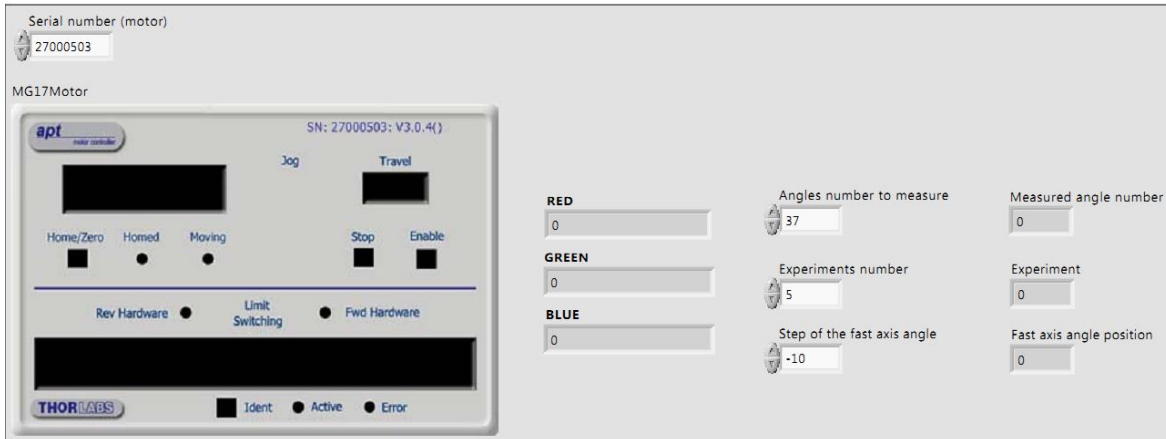 Serial number (motor)
27000503
MG17Motor
apt
motor controller
SN: 27000503: V3.0.4()
Jog
Travel
Home/Zero
Homed
Moving
Stop
Enable
Rev Hardware
Limit
Switching
Fwd Hardware
THORLABS
Ident
Active
Error
RED
0
GREEN
0
BLUE
0
Angles number to measure
37
Experiments number
5
Step of the fast axis angle
-10
Measured angle number
0
Experiment
0
Fast axis angle position
0